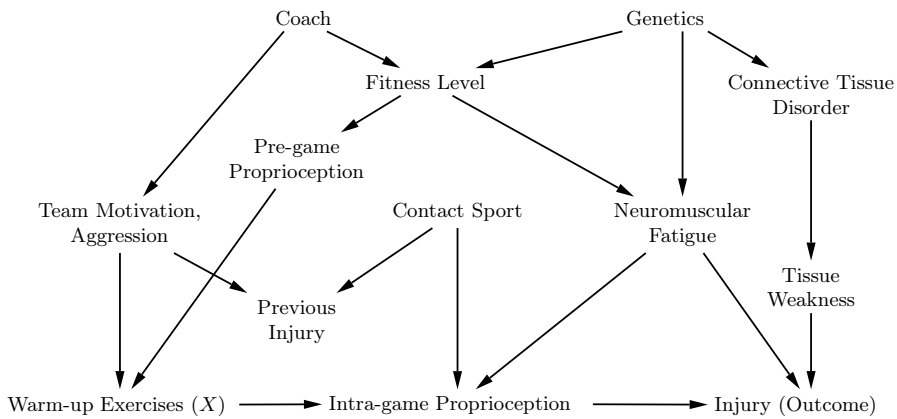 Coach
Genetics
Fitness Level
Connective Tissue
Disorder
Pre-game
Proprioception
Team Motivation,
Aggression
Contact Sport
Neuromuscular
Fatigue
Tissue
Weakness
Previous
Injury
Warm-up Exercises (X)
Intra-game Proprioception
Injury (Outcome)